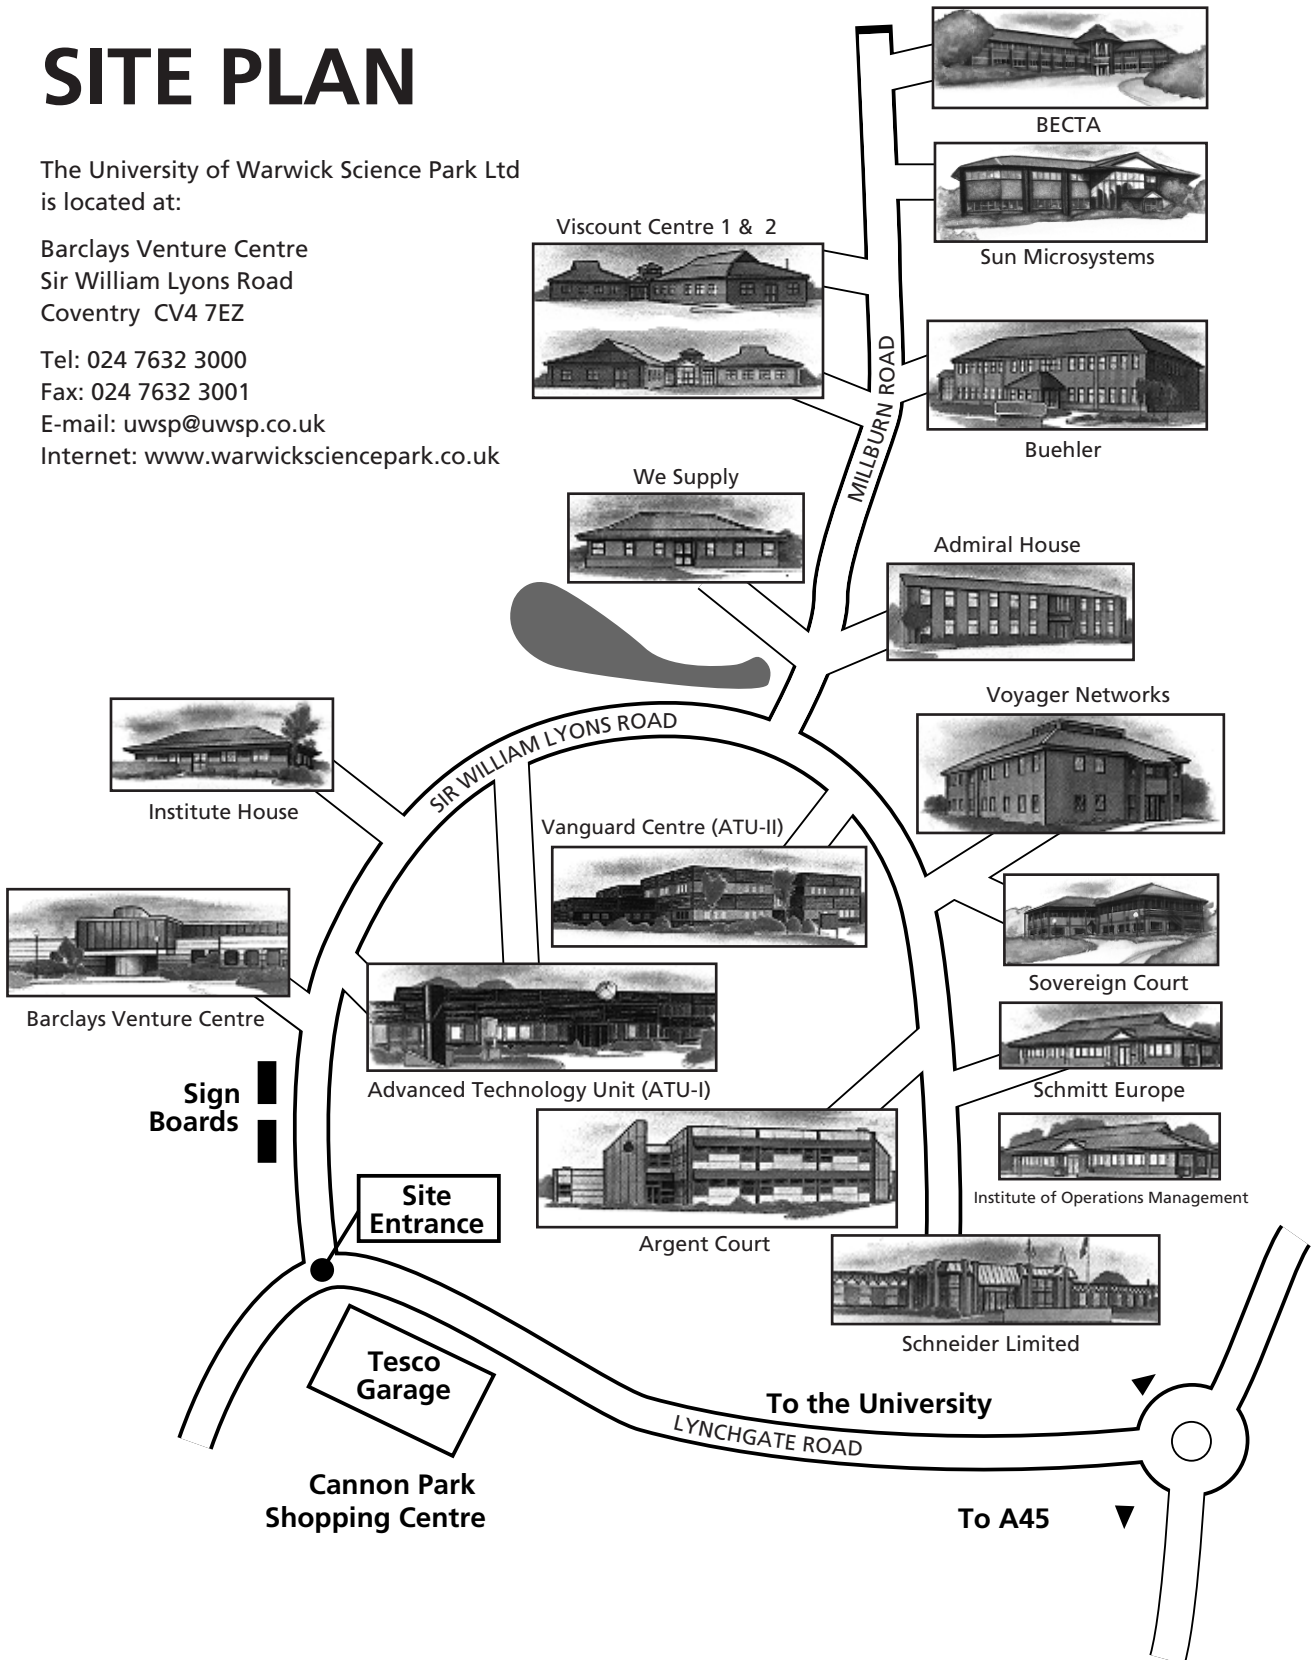 SITE PLAN
The University of Warwick Science Park Ltd
is located at:
Barclays Venture Centre
Sir William Lyons Road
Coventry  CV4 7EZ
Tel: 024 7632 3000
Fax: 024 7632 3001
E-mail: uwsp@uwsp.co.uk
Internet: www.warwicksciencepark.co.uk
BECTA
Sun Microsystems
Viscount Centre 1 &  2
MILLBURN ROAD
Buehler
We Supply
Admiral House
Voyager Networks
SIR WILLIAM LYONS ROAD
Institute House
Vanguard Centre (ATU-II)
Sovereign Court
Barclays Venture Centre
Advanced Technology Unit (ATU-I)
Schmitt Europe
Sign
Boards
Institute of Operations Management
Site
Entrance
Argent Court
Schneider Limited
Tesco
Garage
To the University
LYNCHGATE ROAD
Cannon Park
Shopping Centre
To A45